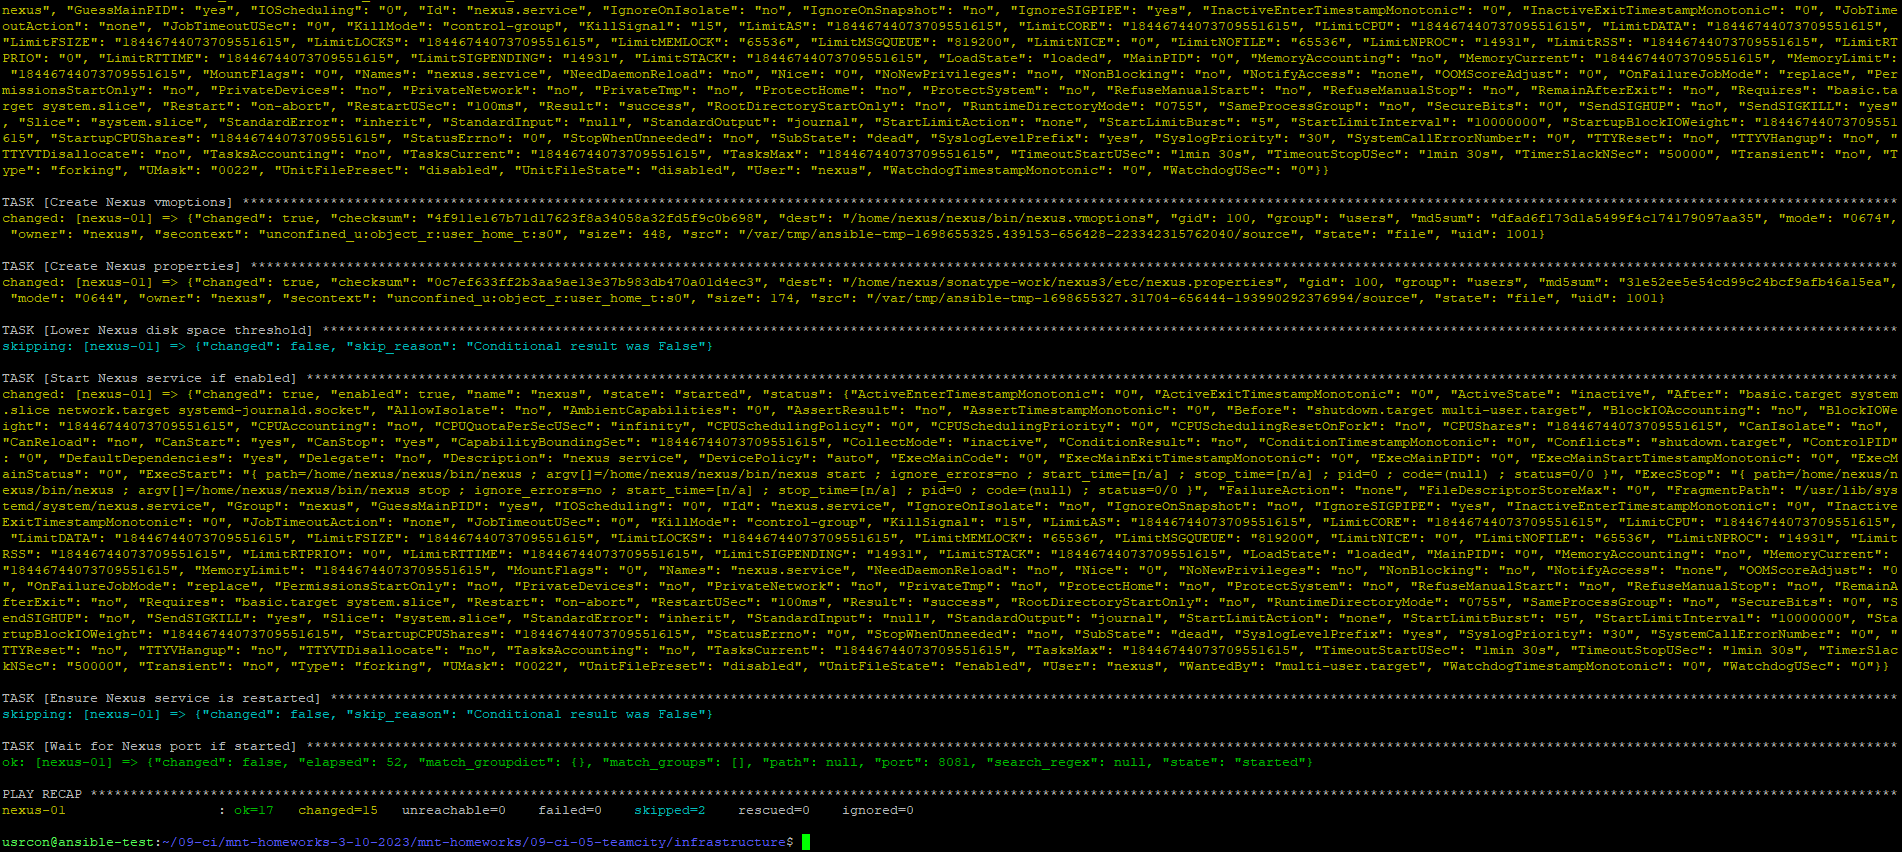 nexus", "GuessMainPID": "yes", "IOScheduling": "0", "Id": "nexus.service", "IgnoreOnIsolate": "no", "IgnoreOnSnapshot": "no", "IgnoreSIGPIPE": "yes", "InactiveEnterTimestampMonotonic": "0", "InactiveExitTimestampMonotonic": "0", "JobTime
outAction": "none", "JobTimeoutUSec": "0", "KillMode": "control-group", "KillSignal": "15", "LimitAS": "18446744073709551615", "LimitCORE": "18446744073709551615", "LimitCPU": "18446744073709551615", "LimitDATA": "18446744073709551615",
"LimitFSIZE": "18446744073709551615", "LimitLOCKS": "18446744073709551615", "LimitMEMLOCK": "65536", "LimitMSGQUEUE": "819200", "LimitNICE": "0", "LimitNOFILE": "65536", "LimitNPROC": "14931", "LimitRSS": "18446744073709551615", "LimitRT
PRIO": "0", "LimitRTTIME": "18446744073709551615", "LimitSIGPENDING": "14931", "LimitSTACK": "18446744073709551615", "LoadState": "loaded", "MainPID": "0", "MemoryAccounting": "no", "MemoryCurrent": "18446744073709551615", "MemoryLimit":
"18446744073709551615", "MountFlags": "0", "Names": "nexus.service", "NeedDaemonReload": "no", "Nice": "0", "NoNewPrivileges": "no", "NonBlocking": "no", "NotifyAccess": "none", "OOMScoreAdjust": "0", "OnFailureJobMode": "replace", "Per
missionsStartOnly": "no", "PrivateDevices": "no", "PrivateNetwork": "no", "PrivateTmp": "no", "ProtectHome": "no", "ProtectSystem": "no", "RefuseManualStart": "no", "RefuseManualStop": "no", "RemainAfterExit": "no", "Requires": "basic.ta
rget system.slice", "Restart": "on-abort", "RestartUSec": "100ms", "Result": "success", "RootDirectoryStartOnly": "no", "RuntimeDirectoryMode": "0755", "SameProcessGroup": "no", "SecureBits": "0", "SendSIGHUP": "no", "SendSIGKILL": "yes"
, "Slice": "system.slice", "StandardError": "inherit", "StandardInput": "null", "StandardOutput": "journal", "StartLimitAction": "none", "StartLimitBurst": "5", "StartLimitInterval": "10000000", "StartupBlockIOWeight": "18446744073709551
615", "StartupCPUShares": "18446744073709551615", "StatusErrno": "0", "StopWhenUnneeded": "no", "SubState": "dead", "SyslogLevelPrefix": "yes", "SyslogPriority": "30", "SystemCallErrorNumber": "0", "TTYReset": "no", "TTYVHangup": "no", "
TTYVTDisallocate": "no", "TasksAccounting": "no", "TasksCurrent": "18446744073709551615", "TasksMax": "18446744073709551615", "TimeoutStartUSec": "1min 30s", "TimeoutStopUSec": "1min 30s", "TimerSlackNSec": "50000", "Transient": "no", "T
ype": "forking", "UMask": "0022", "UnitFilePreset": "disabled", "UnitFileState": "disabled", "User": "nexus", "WatchdogTimestampMonotonic": "0", "WatchdogUSec": "0"}}
TASK [Create Nexus vmoptions] ****************************************************************
changed: [nexus-01] => {"changed": true, "checksum": "4f911e167b71d17623f8a34058a32fd5f9c0b698", "dest": "/home/nexus/nexus/bin/nexus.vmoptions", "gid": 100, "group": "users", "md5sum": "dfad6f173d1a5499f4c174179097aa35", "mode": "0674",
"owner": "nexus", "secontext": "unconfined_u:object_r:user_home_t:s0", "size": 448, "src": "/var/tmp/ansible-tmp-1698655325.439153-656428-223342315762040/source", "state": "file", "uid": 1001}
TASK [Create Nexus properties] ****************************************************************
changed: [nexus-01] => {"changed": true, "checksum": "0c7ef633ff2b3aa9ae13e37b983db470a01d4ec3", "dest": "/home/nexus/sonatype-work/nexus3/etc/nexus.properties", "gid": 100, "group": "users", "md5sum": "31e52ee5e54cd99c24bcf9afb46a15ea",
"mode": "0644", "owner": "nexus", "secontext": "unconfined_u:object_r:user_home_t:s0", "size": 174, "src": "/var/tmp/ansible-tmp-1698655327.31704-656444-193990292376994/source", "state": "file", "uid": 1001}
TASK [Lower Nexus disk space threshold] ****************************************************************
skipping: [nexus-01] => {"changed": false, "skip_reason": "Conditional result was False"}
TASK [Start Nexus service if enabled] ****************************************************************
changed: [nexus-01] => {"changed": true, "enabled": true, "name": "nexus", "state": "started", "status": {"ActiveEnterTimestampMonotonic": "0", "ActiveExitTimestampMonotonic": "0", "ActiveState": "inactive", "After": "basic.target system
.slice network.target systemd-journald.socket", "AllowIsolate": "no", "AmbientCapabilities": "0", "AssertResult": "no", "AssertTimestampMonotonic": "0", "Before": "shutdown.target multi-user.target", "BlockIOAccounting": "no", "BlockIOWe
ight": "18446744073709551615", "CPUAccounting": "no", "CPUQuotaPerSecUSec": "infinity", "CPUSchedulingPolicy": "0", "CPUSchedulingPriority": "0", "CPUSchedulingResetOnFork": "no", "CPUShares": "18446744073709551615", "CanIsolate": "no",
"CanReload": "no", "CanStart": "yes", "CanStop": "yes", "CapabilityBoundingSet": "18446744073709551615", "CollectMode": "inactive", "ConditionResult": "no", "ConditionTimestampMonotonic": "0", "Conflicts": "shutdown.target", "ControlPID"
: "0", "DefaultDependencies": "yes", "Delegate": "no", "Description": "nexus service", "DevicePolicy": "auto", "ExecMainCode": "0", "ExecMainExitTimestampMonotonic": "0", "ExecMainPID": "0", "ExecMainStartTimestampMonotonic": "0", "ExecM
ainStatus": "0", "ExecStart": "{ path=/home/nexus/nexus/bin/nexus ; argv[]=/home/nexus/nexus/bin/nexus start ; ignore_errors=no ; start_time=[n/a] ; stop_time=[n/a] ; pid=0 ; code=(null) ; status=0/0 }", "ExecStop": "{ path=/home/nexus/n
exus/bin/nexus ; argv[]=/home/nexus/nexus/bin/nexus stop ; ignore_errors=no ; start_time=[n/a] ; stop_time=[n/a] ; pid=0 ; code=(null) ; status=0/0 }", "FailureAction": "none", "FileDescriptorStoreMax": "0", "FragmentPath": "/usr/lib/sys
temd/system/nexus.service", "Group": "nexus", "GuessMainPID": "yes", "IOScheduling": "0", "Id": "nexus.service", "IgnoreOnIsolate": "no", "IgnoreOnSnapshot": "no", "IgnoreSIGPIPE": "yes", "InactiveEnterTimestampMonotonic": "0", "Inactive
ExitTimestampMonotonic": "0", "JobTimeoutAction": "none", "JobTimeoutUSec": "0", "KillMode": "control-group", "KillSignal": "15", "LimitAS": "18446744073709551615", "LimitCORE": "18446744073709551615", "LimitCPU": "18446744073709551615",
"LimitDATA": "18446744073709551615", "LimitFSIZE": "18446744073709551615", "LimitLOCKS": "18446744073709551615", "LimitMEMLOCK": "65536", "LimitMSGQUEUE": "819200", "LimitNICE": "0", "LimitNOFILE": "65536", "LimitNPROC": "14931", "Limit
RSS": "18446744073709551615", "LimitRTPRIO": "0", "LimitRTTIME": "18446744073709551615", "LimitSIGPENDING": "14931", "LimitSTACK": "18446744073709551615", "LoadState": "loaded", "MainPID": "0", "MemoryAccounting": "no", "MemoryCurrent":
"18446744073709551615", "MemoryLimit": "18446744073709551615", "MountFlags": "0", "Names": "nexus.service", "NeedDaemonReload": "no", "Nice": "0", "NoNewPrivileges": "no", "NonBlocking": "no", "NotifyAccess": "none", "OOMScoreAdjust": "0"
, "OnFailureJobMode": "replace", "PermissionsStartOnly": "no", "PrivateDevices": "no", "PrivateNetwork": "no", "PrivateTmp": "no", "ProtectHome": "no", "ProtectSystem": "no", "RefuseManualStart": "no", "RefuseManualStop": "no", "RemainA
fterExit": "no", "Requires": "basic.target system.slice", "Restart": "on-abort", "RestartUSec": "100ms", "Result": "success", "RootDirectoryStartOnly": "no", "RuntimeDirectoryMode": "0755", "SameProcessGroup": "no", "SecureBits": "0", "S
endSIGHUP": "no", "SendSIGKILL": "yes", "Slice": "system.slice", "StandardError": "inherit", "StandardInput": "null", "StandardOutput": "journal", "StartLimitAction": "none", "StartLimitBurst": "5", "StartLimitInterval": "10000000", "Sta
rtupBlockIOWeight": "18446744073709551615", "StartupCPUShares": "18446744073709551615", "StatusErrno": "0", "StopWhenUnneeded": "no", "SubState": "dead", "SyslogLevelPrefix": "yes", "SyslogPriority": "30", "SystemCallErrorNumber": "0", "
TTYReset": "no", "TTYVHangup": "no", "TTYVTDisallocate": "no", "TasksAccounting": "no", "TasksCurrent": "18446744073709551615", "TasksMax": "18446744073709551615", "TimeoutStartUSec": "1min 30s", "TimeoutStopUSec": "1min 30s", "TimerSlac
kNSec": "50000", "Transient": "no", "Type": "forking", "UMask": "0022", "UnitFilePreset": "disabled", "UnitFileState": "enabled", "User": "nexus", "WantedBy": "multi-user.target", "WatchdogTimestampMonotonic": "0", "WatchdogUSec": "0"}}
TASK [Ensure Nexus service is restarted] ****************************************************************
skipping: [nexus-01] => {"changed": false, "skip_reason": "Conditional result was False"}
TASK [Wait for Nexus port if started] ****************************************************************
ok: [nexus-01] => {"changed": false, "elapsed": 52, "match_groupdict": {}, "match_groups": [], "path": null, "port": 8081, "search_regex": null, "state": "started"}
PLAY RECAP ****************************************************************
nexus-01 : ok=17 changed=15 unreachable=0 failed=0 skipped=2 rescued=0 ignored=0
usrcon@ansible-test:~/09-ci/mnt-homeworks-3-10-2023/mnt-homeworks/09-ci-05-teamcity/infrastructure$